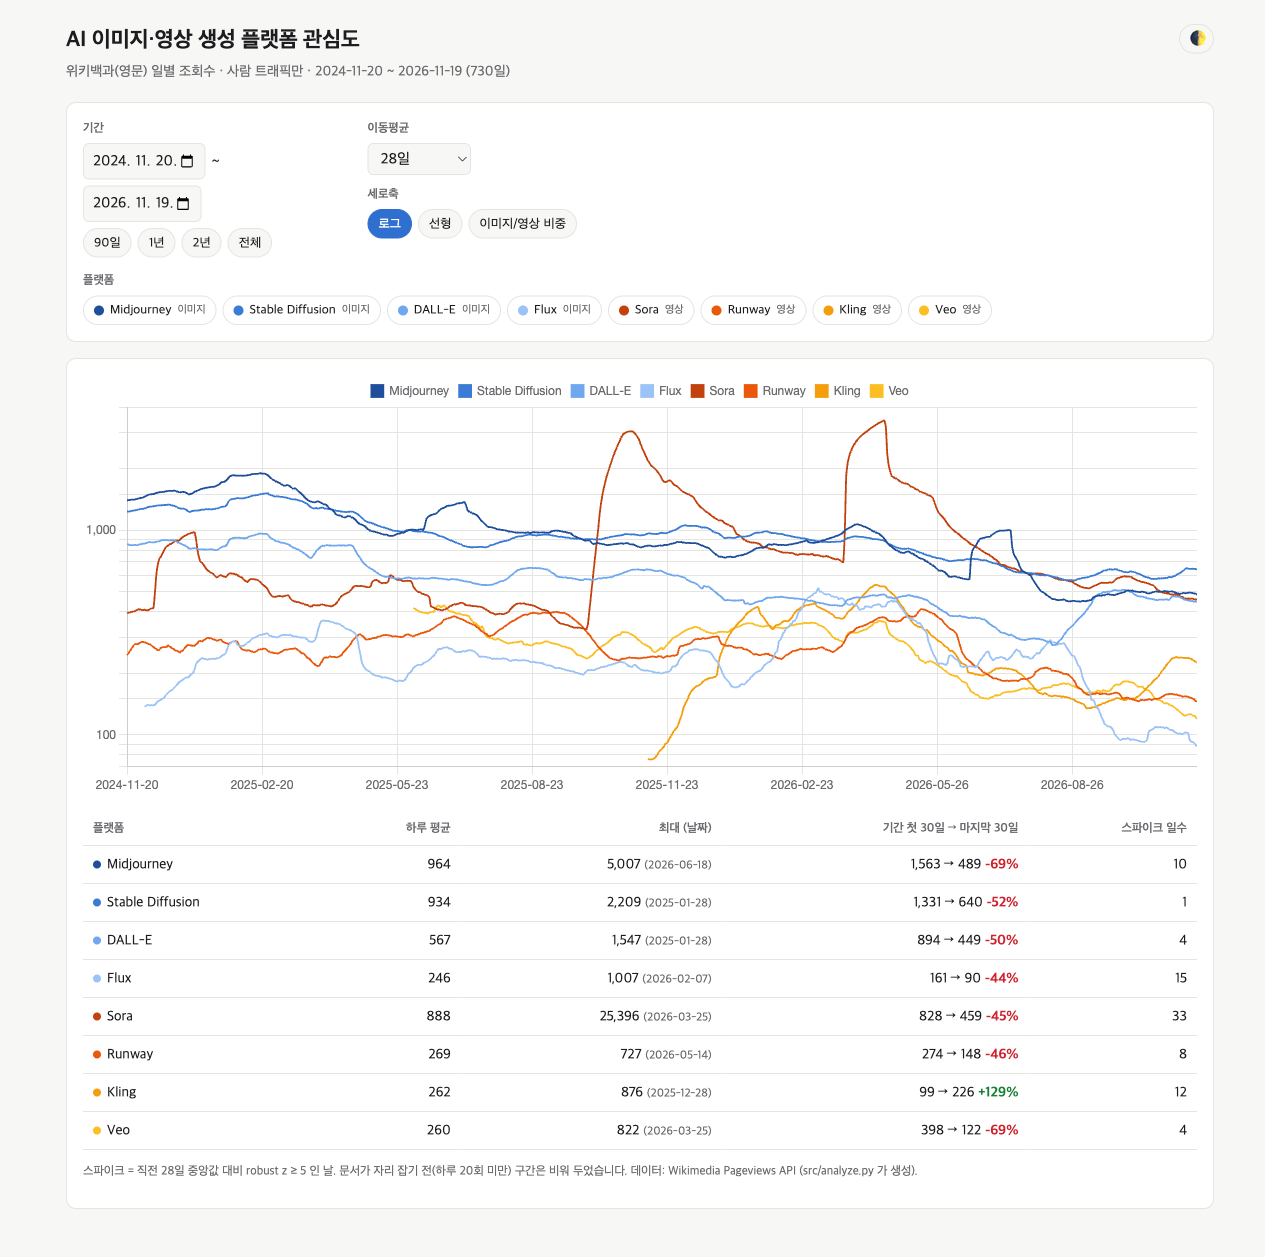 AI 이미지·영상 생성 플랫폼 관심도
위키백과(영문) 일별 조회수 · 사람 트래픽만 · 2024-11-20 ~ 2026-11-19 (730일)
기간
2024. 11. 20. ~
2026. 11. 19.
90일 1년 2년 전체
이동평균
28일
세로축
로그 선형 이미지/영상 비중
플랫폼
Midjourney 이미지 Stable Diffusion 이미지 DALL-E 이미지 Flux 이미지 Sora 영상 Runway 영상 Kling 영상 Veo 영상
Midjourney Stable Diffusion DALL-E Flux Sora Runway Kling Veo
1,000
100
2024-11-20 2025-02-20 2025-05-23 2025-08-23 2025-11-23 2026-02-23 2026-05-26 2026-08-26
플랫폼 하루 평균 최대 (날짜) 기간 첫 30일 → 마지막 30일 스파이크 일수
Midjourney 964 5,007 (2026-06-18) 1,563 → 489 -69% 10
Stable Diffusion 934 2,209 (2025-01-28) 1,331 → 640 -52% 1
DALL-E 567 1,547 (2025-01-28) 894 → 449 -50% 4
Flux 246 1,007 (2026-02-07) 161 → 90 -44% 15
Sora 888 25,396 (2026-03-25) 828 → 459 -45% 33
Runway 269 727 (2026-05-14) 274 → 148 -46% 8
Kling 262 876 (2025-12-28) 99 → 226 +129% 12
Veo 260 822 (2026-03-25) 398 → 122 -69% 4
스파이크 = 직전 28일 중앙값 대비 robust z ≥ 5 인 날. 문서가 자리 잡기 전(하루 20회 미만) 구간은 비워 두었습니다. 데이터: Wikimedia Pageviews API (src/analyze.py 가 생성).